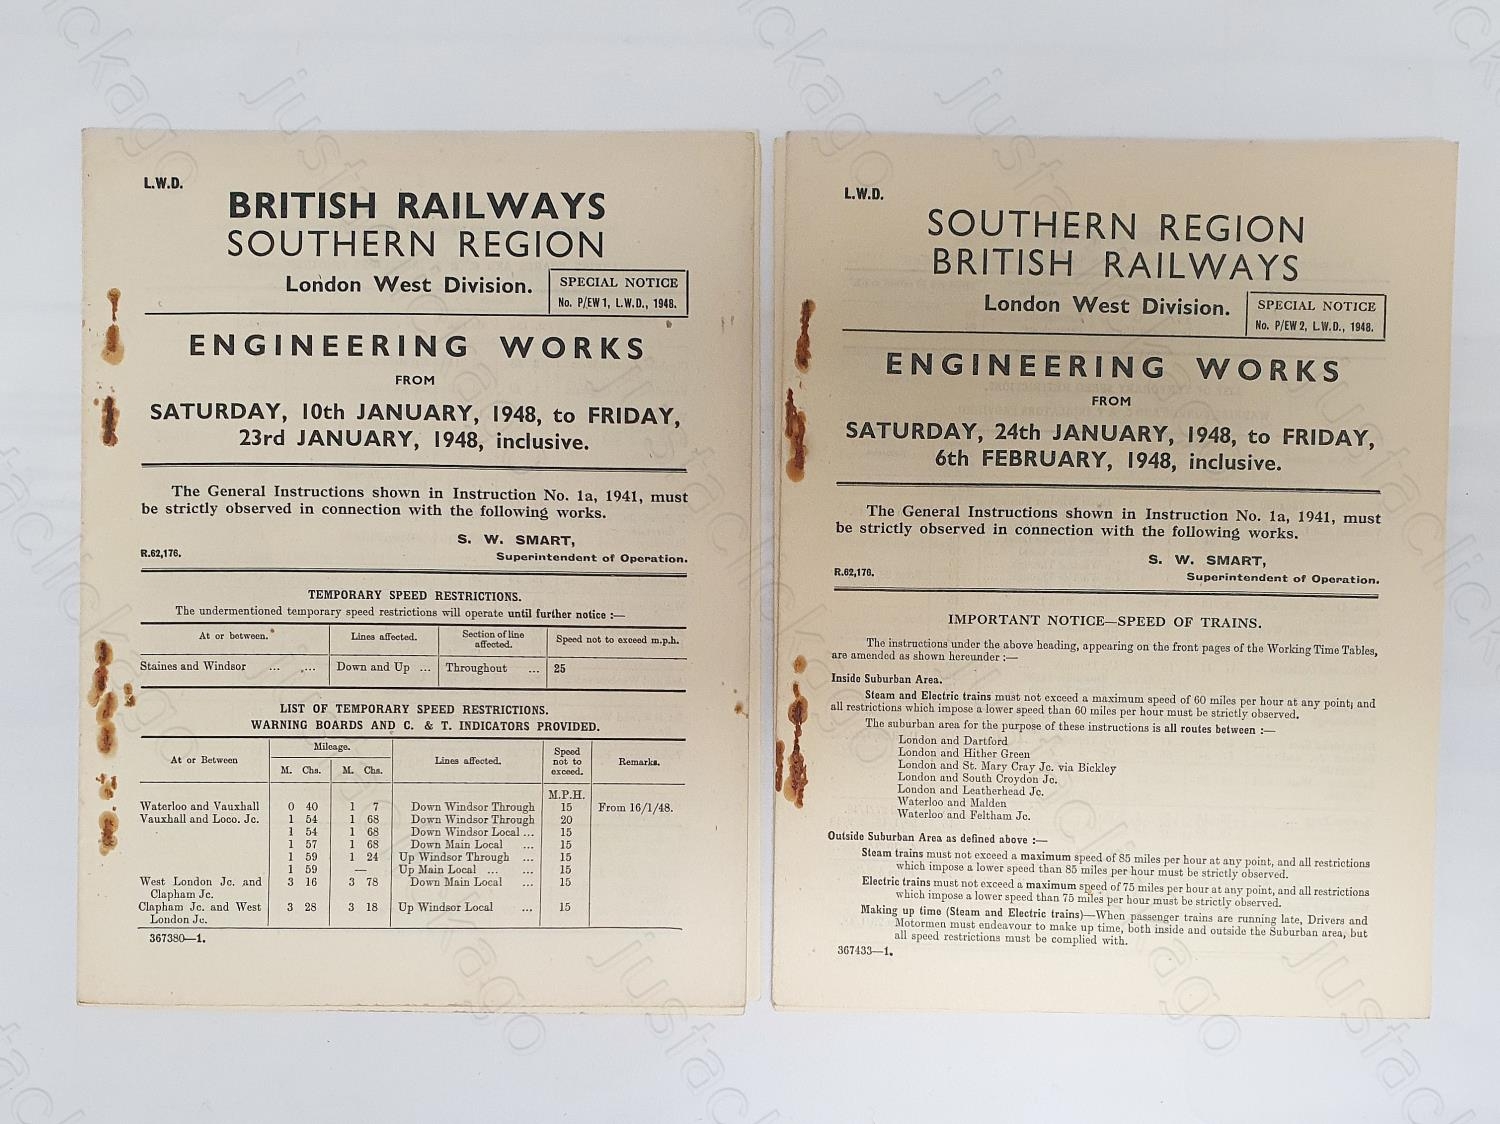 L.W.D.
BRITISH RAILWAYS
SOUTHERN REGION
London West Division.
SPECIAL NOTICE
No. P/EW 1, L.W.D., 1948.
ENGINEERING WORKS
FROM
SATURDAY, 10th JANUARY, 1948, to FRIDAY,
23rd JANUARY, 1948, inclusive.
The General Instructions shown in Instruction No. 1a, 1941, must
be strictly observed in connection with the following works.
S. W. SMART,
R.62,176. Superintendent of Operation.
TEMPORARY SPEED RESTRICTIONS.
The undermentioned temporary speed restrictions will operate until further notice :—
At or between. Lines affected. Section of line affected. Speed not to exceed m.p.h.
Staines and Windsor ... ... Down and Up ... Throughout ... 25
LIST OF TEMPORARY SPEED RESTRICTIONS.
WARNING BOARDS AND C. & T. INDICATORS PROVIDED.
At or Between Mileage. Lines affected. Speed not to exceed. Remarks.
M. Chs. M. Chs.
M.P.H.
Waterloo and Vauxhall 0 40 1 7 Down Windsor Through 15 From 16/1/48.
Vauxhall and Loco. Jc. 1 54 1 68 Down Windsor Through 20
1 54 1 68 Down Windsor Local ... 15
1 57 1 68 Down Main Local ... 15
1 59 1 24 Up Windsor Through ... 15
1 59 — Up Main Local ... ... 15
West London Jc. and 3 16 3 78 Down Main Local ... 15
Clapham Jc.
Clapham Jc. and West 3 28 3 18 Up Windsor Local ... 15
London Jc.
367380—1.
L.W.D.
SOUTHERN REGION
BRITISH RAILWAYS
London West Division.
SPECIAL NOTICE
No. P/EW 2, L.W.D., 1948.
ENGINEERING WORKS
FROM
SATURDAY, 24th JANUARY, 1948, to FRIDAY,
6th FEBRUARY, 1948, inclusive.
The General Instructions shown in Instruction No. 1a, 1941, must
be strictly observed in connection with the following works.
S. W. SMART,
R.62,176. Superintendent of Operation.
IMPORTANT NOTICE—SPEED OF TRAINS.
The instructions under the above heading, appearing on the front pages of the Working Time Tables,
are amended as shown hereunder :—
Inside Suburban Area.
Steam and Electric trains must not exceed a maximum speed of 60 miles per hour at any point; and
all restrictions which impose a lower speed than 60 miles per hour must be strictly observed.
The suburban area for the purpose of these instructions is all routes between :—
London and Dartford
London and Hither Green
London and St. Mary Cray Jc. via Bickley
London and South Croydon Jc.
London and Leatherhead Jc.
Waterloo and Malden
Waterloo and Feltham Jc.
Outside Suburban Area as defined above :—
Steam trains must not exceed a maximum speed of 85 miles per hour at any point, and all restrictions
which impose a lower speed than 85 miles per hour must be strictly observed.
Electric trains must not exceed a maximum speed of 75 miles per hour at any point, and all restrictions
which impose a lower speed than 75 miles per hour must be strictly observed.
Making up time (Steam and Electric trains)—When passenger trains are running late, Drivers and
Motormen must endeavour to make up time, both inside and outside the Suburban area, but
all speed restrictions must be complied with.
367433—1.
justaclickago